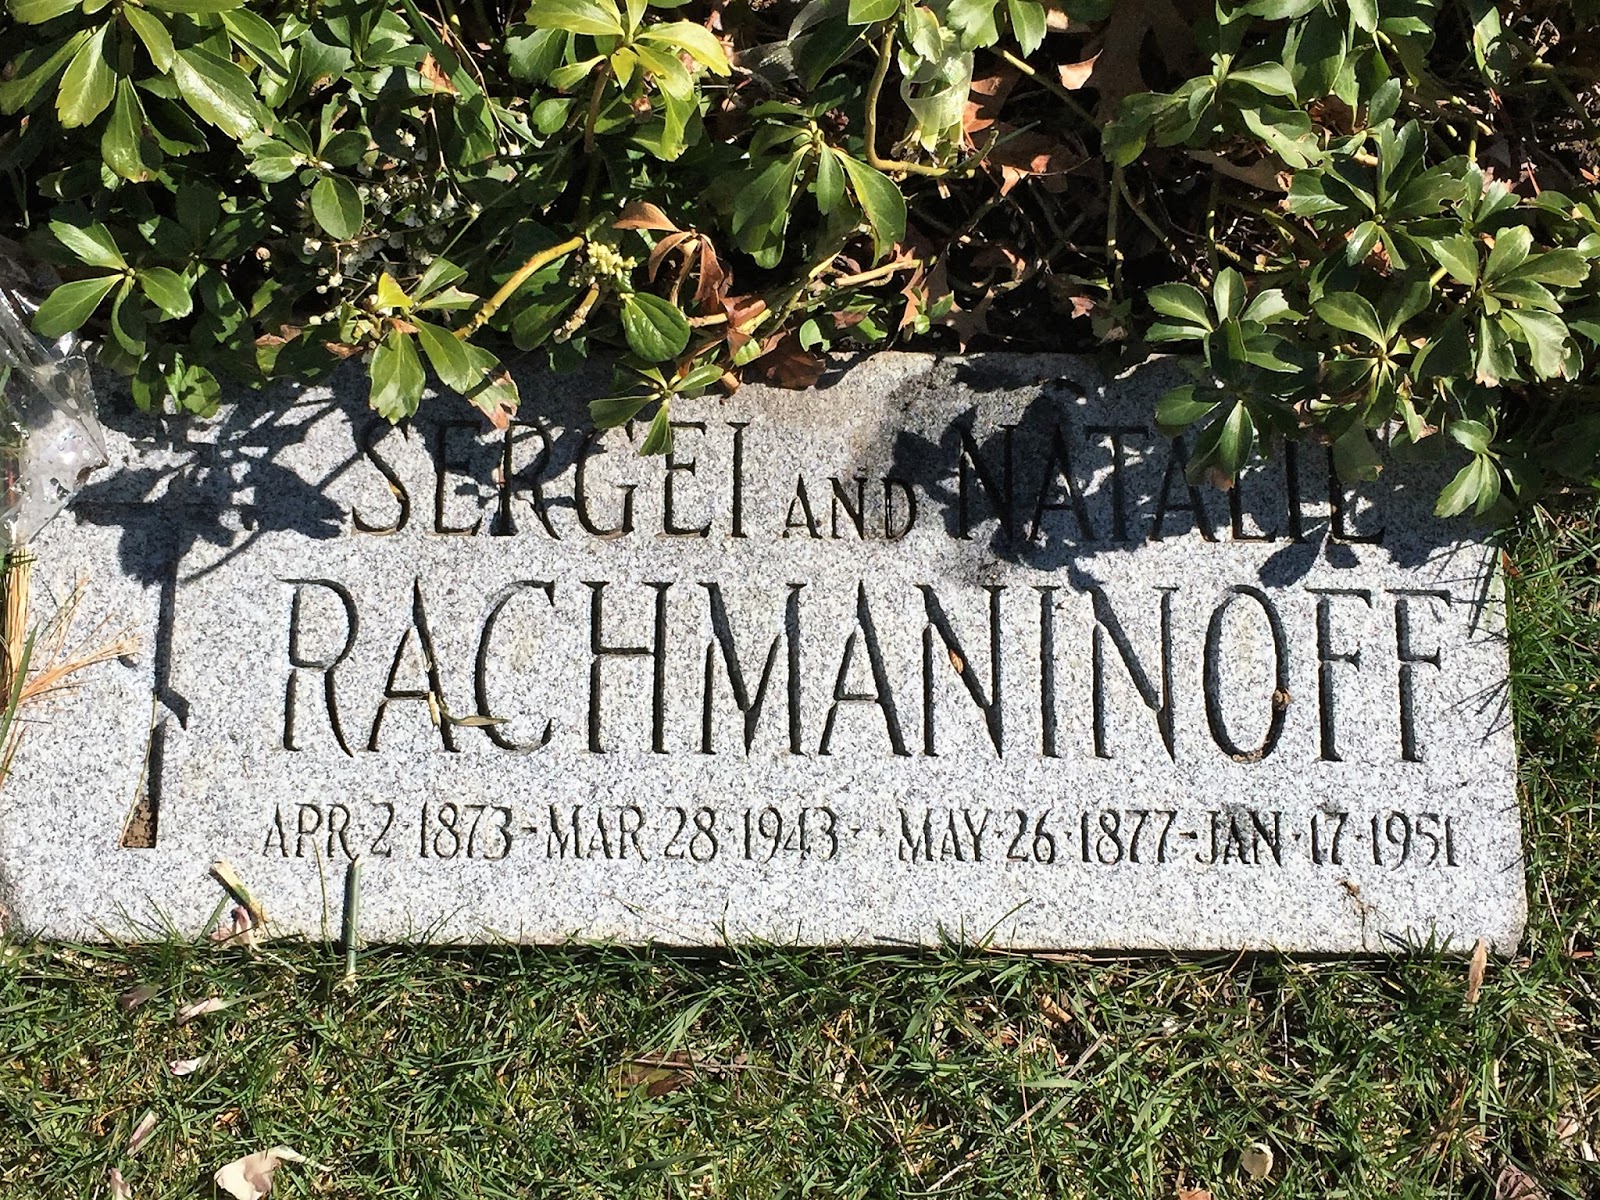 SERGEI AND NATALIE
RACHMANINOFF
APR·2·1873-MAR·28·1943 MAY·26·1877-JAN·17·1951